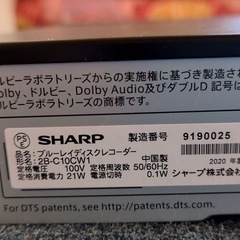 ルビーラボラトリーズからの実施権に基づき製造され
Dolby、ドルビー、Dolby Audio及びダブルD 記号は
ラボラトリーズの商標です。
PS E
SHARP
製造番号 9190025
品名 ブルーレイディスクレコーダー
形名 2B-C10CW1 中国製 2020 年
定格電圧 100V 定格周波数 50/60Hz
定格消費電力 21W 電源切時 0.1W
シャープ株式会
For DTS patents, see http://patents.dts.com.